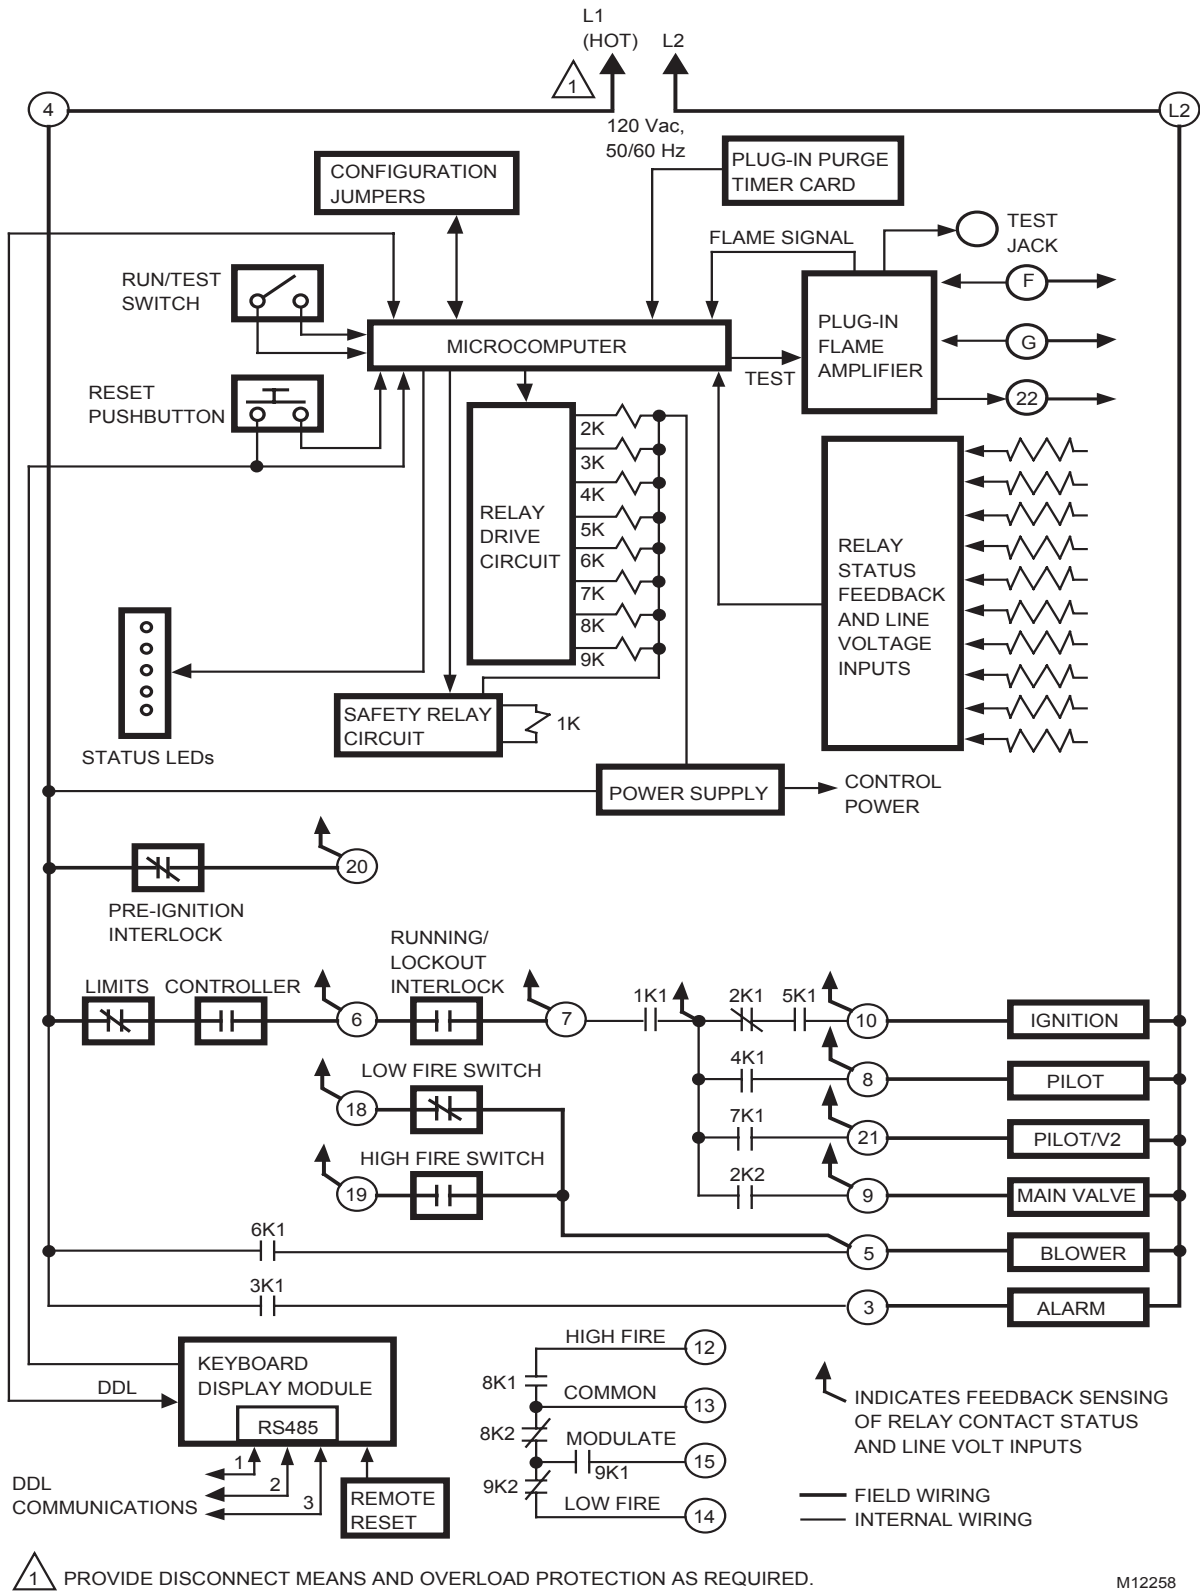 L1
(HOT)
L2
1
4
L2
120 Vac,
50/60 Hz
CONFIGURATION
JUMPERS
PLUG-IN PURGE
TIMER CARD
FLAME SIGNAL
TEST
JACK
RUN/TEST
SWITCH
F
MICROCOMPUTER
PLUG-IN
FLAME
AMPLIFIER
G
TEST
22
RESET
PUSHBUTTON
2K
3K
4K
5K
6K
7K
8K
9K
RELAY
DRIVE
CIRCUIT
RELAY
STATUS
FEEDBACK
AND LINE
VOLTAGE
INPUTS
STATUS LEDs
SAFETY RELAY
CIRCUIT
1K
POWER SUPPLY
CONTROL
POWER
20
PRE-IGNITION
INTERLOCK
RUNNING/
LOCKOUT
INTERLOCK
LIMITS
CONTROLLER
6
7
1K1
2K1
5K1
10
IGNITION
LOW FIRE SWITCH
18
4K1
8
PILOT
7K1
21
PILOT/V2
HIGH FIRE SWITCH
19
2K2
9
MAIN VALVE
6K1
5
BLOWER
3K1
3
ALARM
KEYBOARD
DISPLAY MODULE
DDL
RS485
1
2
3
DDL
COMMUNICATIONS
REMOTE
RESET
HIGH FIRE
12
8K1
COMMON
13
8K2
MODULATE
15
9K1
9K2
LOW FIRE
14
INDICATES FEEDBACK SENSING
OF RELAY CONTACT STATUS
AND LINE VOLT INPUTS
FIELD WIRING
INTERNAL WIRING
1 PROVIDE DISCONNECT MEANS AND OVERLOAD PROTECTION AS REQUIRED.
M12258